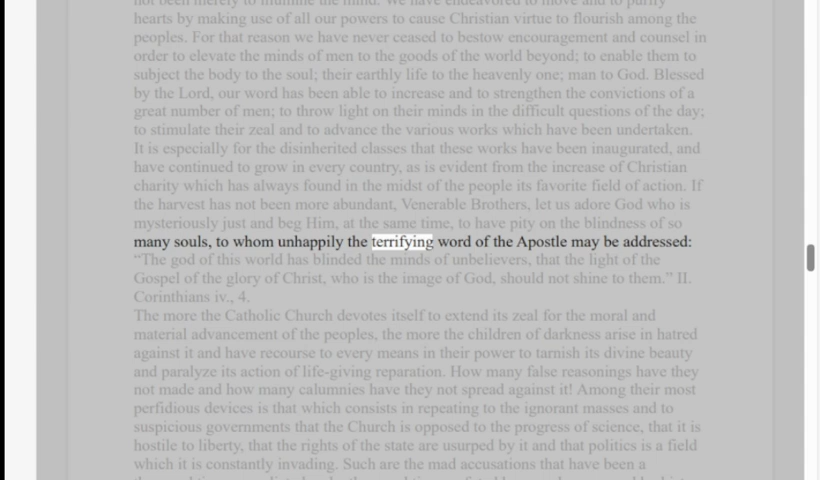 not been merely to illumine the mind. We have endeavored to move and to purify
hearts by making use of all our powers to cause Christian virtue to flourish among the
peoples. For that reason we have never ceased to bestow encouragement and counsel in
order to elevate the minds of men to the goods of the world beyond; to enable them to
subject the body to the soul; their earthly life to the heavenly one; man to God. Blessed
by the Lord, our word has been able to increase and to strengthen the convictions of a
great number of men; to throw light on their minds in the difficult questions of the day;
to stimulate their zeal and to advance the various works which have been undertaken.
It is especially for the disinherited classes that these works have been inaugurated, and
have continued to grow in every country, as is evident from the increase of Christian
charity which has always found in the midst of the people its favorite field of action. If
the harvest has not been more abundant, Venerable Brothers, let us adore God who is
mysteriously just and beg Him, at the same time, to have pity on the blindness of so
many souls, to whom unhappily the terrifying word of the Apostle may be addressed:
“The god of this world has blinded the minds of unbelievers, that the light of the
Gospel of the glory of Christ, who is the image of God, should not shine to them.” II.
Corinthians iv., 4.
The more the Catholic Church devotes itself to extend its zeal for the moral and
material advancement of the peoples, the more the children of darkness arise in hatred
against it and have recourse to every means in their power to tarnish its divine beauty
and paralyze its action of life-giving reparation. How many false reasonings have they
not made and how many calumnies have they not spread against it! Among their most
perfidious devices is that which consists in repeating to the ignorant masses and to
suspicious governments that the Church is opposed to the progress of science, that it is
hostile to liberty, that the rights of the state are usurped by it and that politics is a field
which it is constantly invading. Such are the mad accusations that have been a